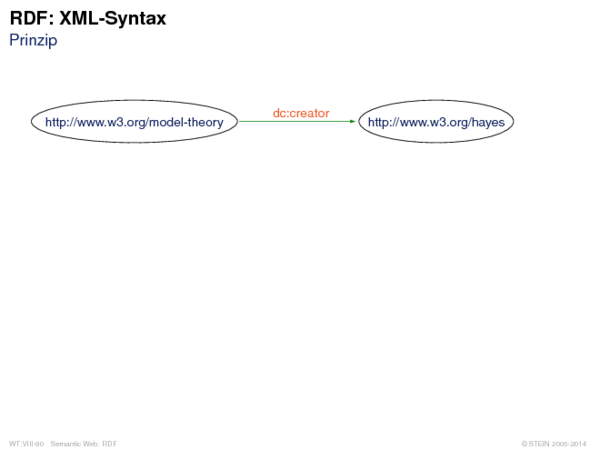 RDF: XML-Syntax
Prinzip
dc:creator
http://www.w3.org/model-theory http://www.w3.org/hayes
WT:VIII-80 Semantic Web: RDF © STEIN 2005-2014